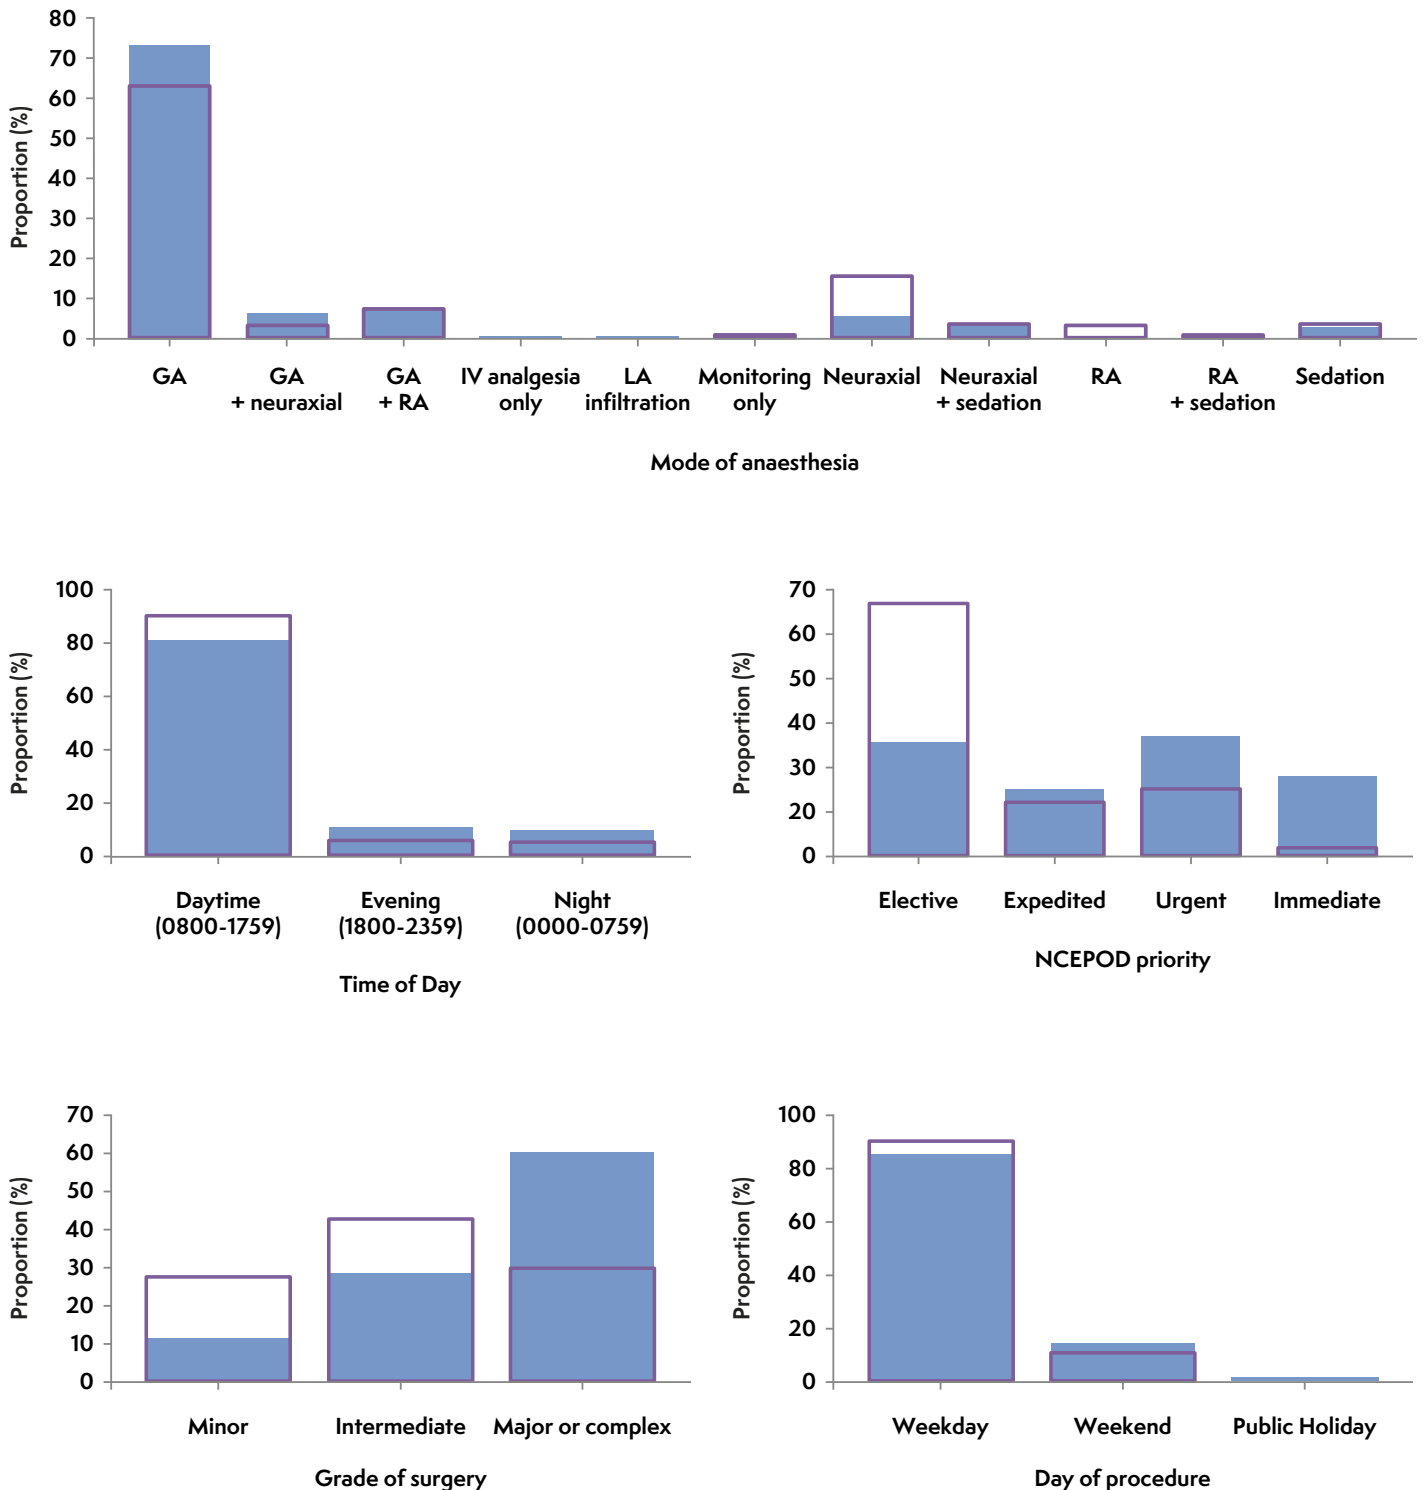 80
70
60
50
40
30
20
10
0
Proportion (%)
GA
GA
+ neuraxial
GA
+ RA
IV analgesia
only
LA
infiltration
Monitoring
only
Neuraxial
Neuraxial
+ sedation
RA
RA
+ sedation
Sedation
Mode of anaesthesia
100
80
60
40
20
0
Proportion (%)
Daytime
(0800-1759)
Evening
(1800-2359)
Night
(0000-0759)
Time of Day
70
60
50
40
30
20
0
Proportion (%)
Elective
Expedited
Urgent
Immediate
NCEPOD priority
70
60
50
40
30
20
10
0
Proportion (%)
Minor
Intermediate
Major or complex
Grade of surgery
100
80
60
40
20
0
Proportion (%)
Weekday
Weekend
Public Holiday
Day of procedure